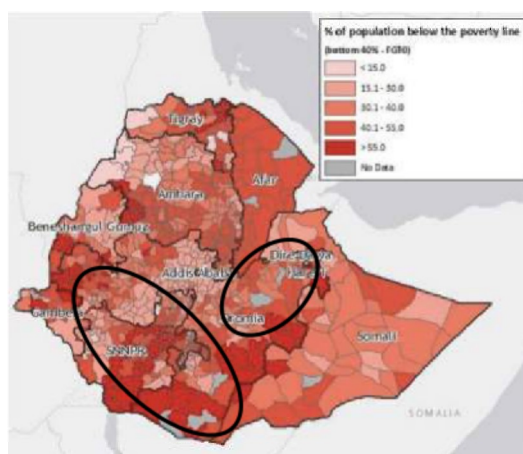 % of population below the poverty line
(bottom 40% - FGT0)
< 15.0
15.1 - 30.0
30.1 - 40.0
40.1 - 55.0
> 55.0
No Data
Tigray
Afar
Amhara
Beneshangul Gumuz
Dire Dawa
Harari
Addis Ababa
Gambela
Oromia
SNNPR
Somali
SOMALIA